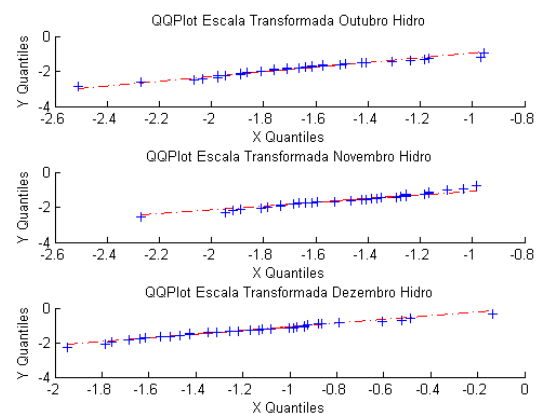 QQPlot Escala Transformada Outubro Hidro
0
-2
-4
Y Quantiles
-2.6 -2.4 -2.2 -2 -1.8 -1.6 -1.4 -1.2 -1 -0.8
X Quantiles
QQPlot Escala Transformada Novembro Hidro
0
-2
-4
Y Quantiles
-2.6 -2.4 -2.2 -2 -1.8 -1.6 -1.4 -1.2 -1 -0.8
X Quantiles
QQPlot Escala Transformada Dezembro Hidro
0
-2
-4
Y Quantiles
-2 -1.8 -1.6 -1.4 -1.2 -1 -0.8 -0.6 -0.4 -0.2 0
X Quantiles